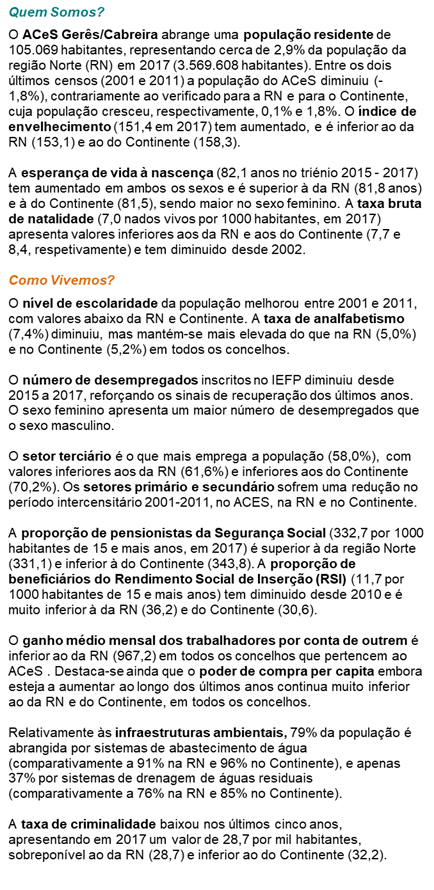 Quem Somos?
O ACeS Gerês/Cabreira abrange uma população residente de
105.069 habitantes, representando cerca de 2,9% da população da
região Norte (RN) em 2017 (3.569.608 habitantes). Entre os dois
últimos censos (2001 e 2011) a população do ACeS diminuiu (-
1,8%), contrariamente ao verificado para a RN e para o Continente,
cuja população cresceu, respectivamente, 0,1% e 1,8%. O índice de
envelhecimento (151,4 em 2017) tem aumentado, e é inferior ao da
RN (153,1) e ao do Continente (158,3).
A esperança de vida à nascença (82,1 anos no triénio 2015 - 2017)
tem aumentado em ambos os sexos e é superior à da RN (81,8 anos)
e à do Continente (81,5), sendo maior no sexo feminino. A taxa bruta
de natalidade (7,0 nados vivos por 1000 habitantes, em 2017)
apresenta valores inferiores aos da RN e aos do Continente (7,7 e
8,4, respetivamente) e tem diminuido desde 2002.
Como Vivemos?
O nível de escolaridade da população melhorou entre 2001 e 2011,
com valores abaixo da RN e Continente. A taxa de analfabetismo
(7,4%) diminuiu, mas mantém-se mais elevada do que na RN (5,0%)
e no Continente (5,2%) em todos os concelhos.
O número de desempregados inscritos no IEFP diminuiu desde
2015 a 2017, reforçando os sinais de recuperação dos últimos anos.
O sexo feminino apresenta um maior número de desempregados que
o sexo masculino.
O setor terciário é o que mais emprega a população (58,0%), com
valores inferiores aos da RN (61,6%) e inferiores aos do Continente
(70,2%). Os setores primário e secundário sofrem uma redução no
período intercensitário 2001-2011, no ACES, na RN e no Continente.
A proporção de pensionistas da Segurança Social (332,7 por 1000
habitantes de 15 e mais anos, em 2017) é superior à da região Norte
(331,1) e inferior à do Continente (343,8). A proporção de
beneficiários do Rendimento Social de Inserção (RSI) (11,7 por
1000 habitantes de 15 e mais anos) tem diminuido desde 2010 e é
muito inferior à da RN (36,2) e do Continente (30,6).
O ganho médio mensal dos trabalhadores por conta de outrem é
inferior ao da RN (967,2) em todos os concelhos que pertencem ao
ACeS . Destaca-se ainda que o poder de compra per capita embora
esteja a aumentar ao longo dos últimos anos continua muito inferior
ao da RN e do Continente, em todos os concelhos.
Relativamente às infraestruturas ambientais, 79% da população é
abrangida por sistemas de abastecimento de água
(comparativamente a 91% na RN e 96% no Continente), e apenas
37% por sistemas de drenagem de águas residuais
(comparativamente a 76% na RN e 85% no Continente).
A taxa de criminalidade baixou nos últimos cinco anos,
apresentando em 2017 um valor de 28,7 por mil habitantes,
sobreponível ao da RN (28,7) e inferior ao do Continente (32,2).